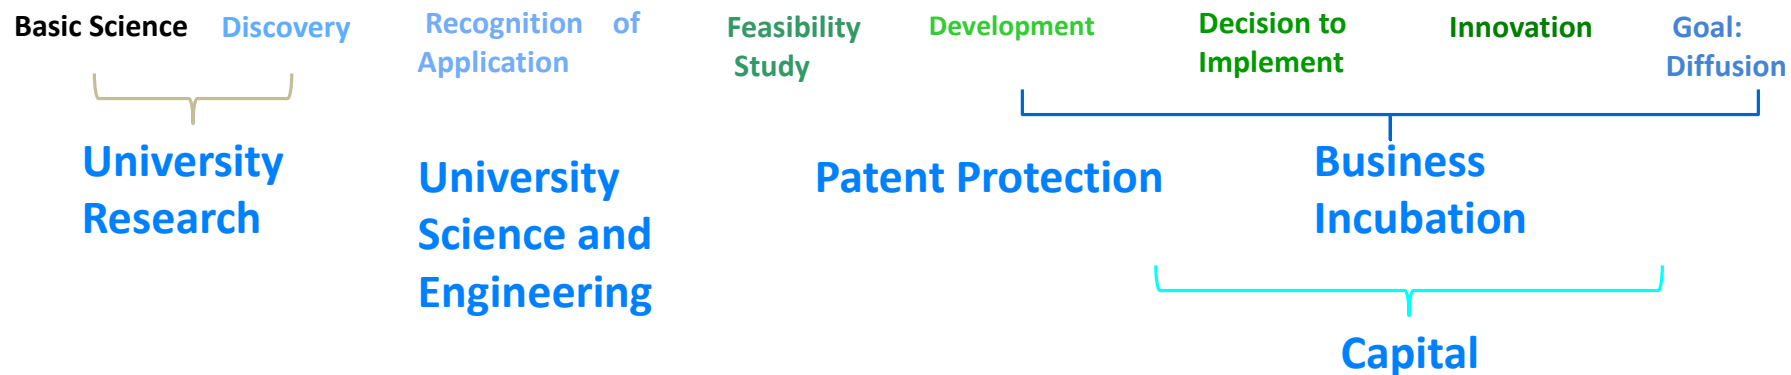 Basic Science
Discovery
Recognition of
Application
Feasibility
Study
Development
Decision to
Implement
Innovation
Goal:
Diffusion
University
Research
University
Science and
Engineering
Patent Protection
Business
Incubation
Capital